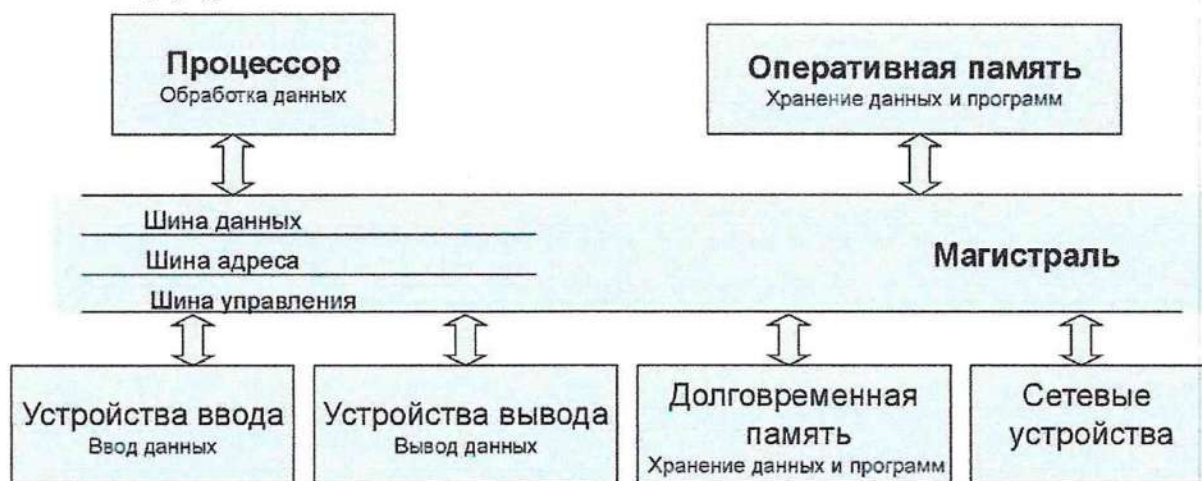 Процессор
Обработка данных
Оперативная память
Хранение данных и программ
Шина данных
Шина адреса
Шина управления
Магистраль
Устройства ввода
Ввод данных
Устройства вывода
Вывод данных
Долговременная
память
Хранение данных и программ
Сетевые
устройства